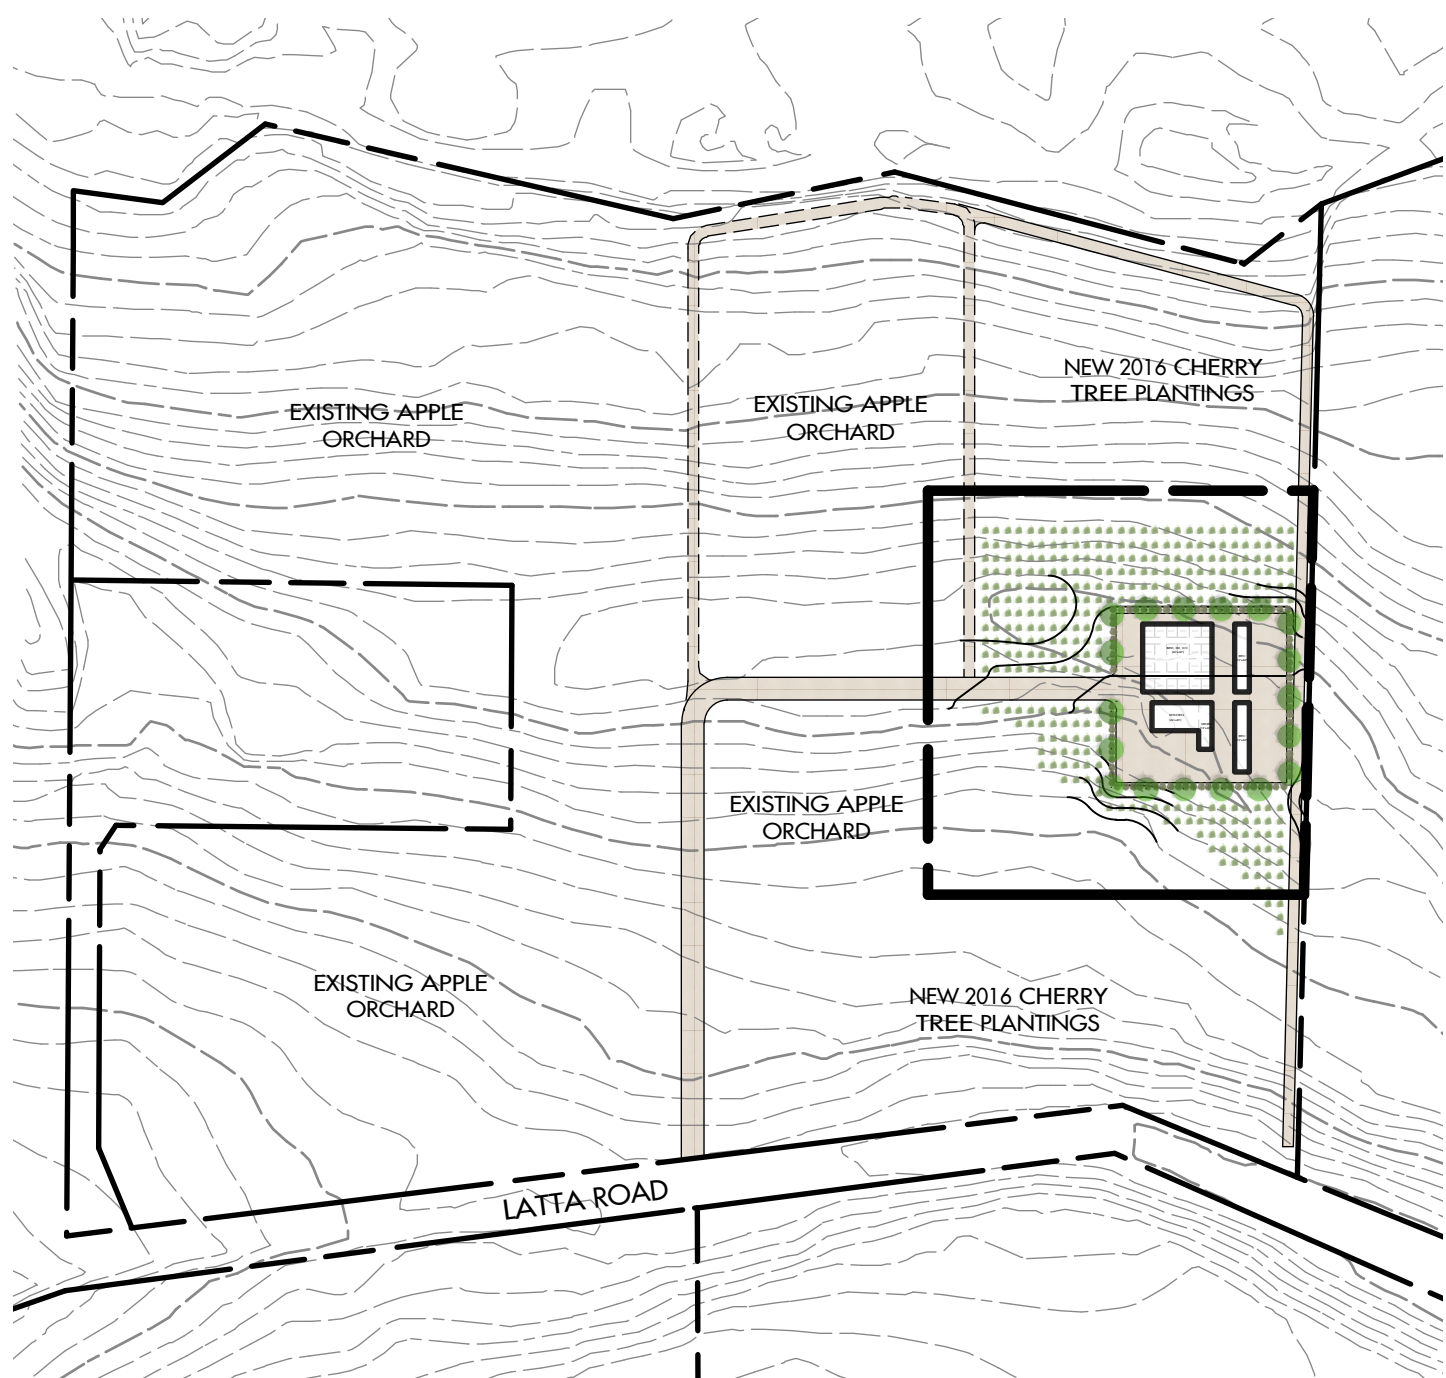 NEW 2016 CHERRY
TREE PLANTINGS
EXISTING APPLE
ORCHARD
EXISTING APPLE
ORCHARD
EXISTING APPLE
ORCHARD
EXISTING APPLE
ORCHARD
NEW 2016 CHERRY
TREE PLANTINGS
LATTA ROAD